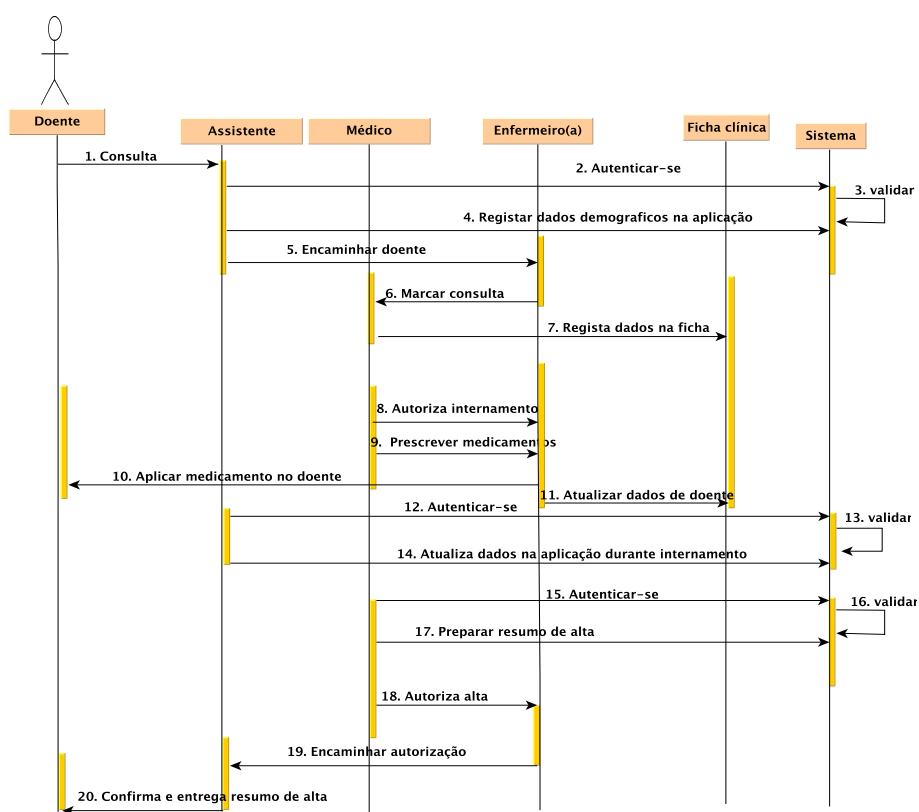 Doente
Assistente
Médico
Enfermeiro(a)
Ficha clínica
Sistema
1. Consulta
2. Autenticar-se
3. validar
4. Registar dados demograficos na aplicação
5. Encaminhar doente
6. Marcar consulta
7. Regista dados na ficha
8. Autoriza internamento
9. Prescrever medicamentos
10. Aplicar medicamento no doente
11. Atualizar dados de doente
12. Autenticar-se
13. validar
14. Atualiza dados na aplicação durante internamento
15. Autenticar-se
16. validar
17. Preparar resumo de alta
18. Autoriza alta
19. Encaminhar autorização
20. Confirma e entrega resumo de alta